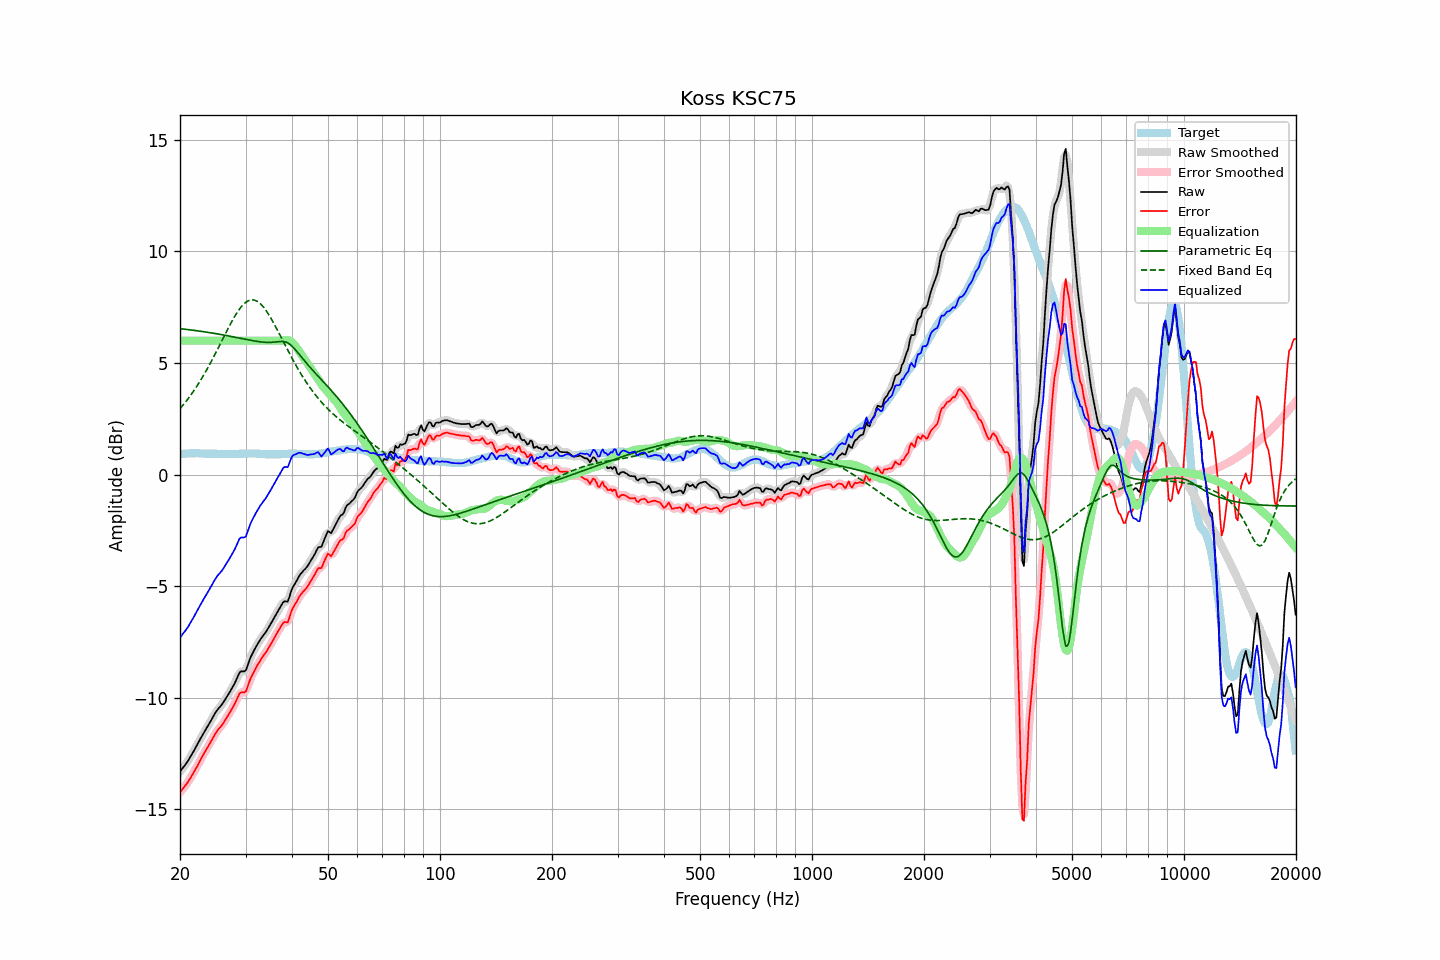 Koss KSC75
15
10
5
0
−5
−10
−15
Amplitude (dBr)
Target
Raw Smoothed
Error Smoothed
Raw
Error
Equalization
Parametric Eq
Fixed Band Eq
Equalized
20 50 100 200 500 1000 2000 5000 10000 20000
Frequency (Hz)